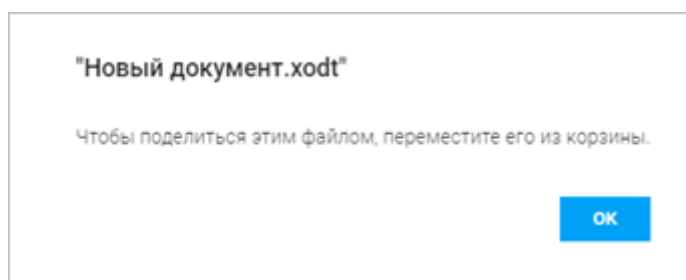 "Новый документ.xodt"
Чтобы поделиться этим файлом, переместите его из корзины.
ОК